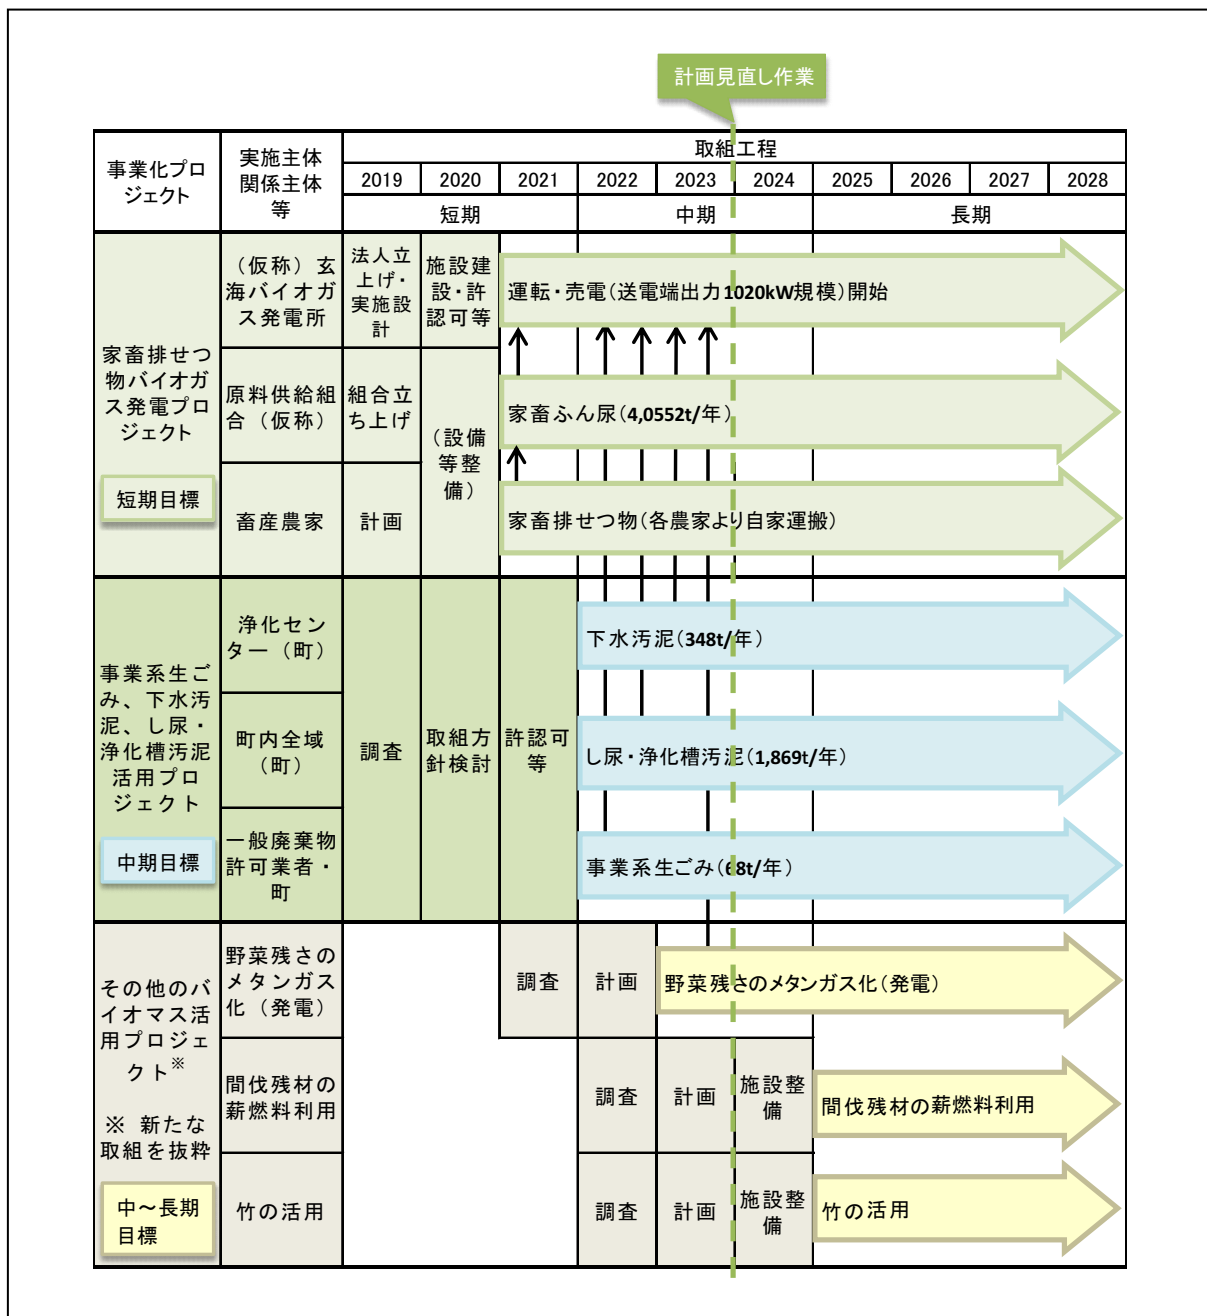 計画見直し作業
事業化プロ
ジェクト
実施主体
関係主体
等
取組工程
2019
2020
2021
2022
2023
2024
2025
2026
2027
2028
短期
中期
長期
家畜排せつ
物バイオガ
ス発電プロ
ジェクト
短期目標
（仮称）玄
海バイオガ
ス発電所
法人立
上げ・
実施設
計
施設建
設・許
認可等
運転・売電（送電端出力1020kW規模）開始
原料供給組
合（仮称）
組合立
ち上げ
（設備
等整
備）
家畜ふん尿（4,0552t/年）
畜産農家
計画
家畜排せつ物（各農家より自家運搬）
事業系生ご
み、下水汚
泥、し尿・
浄化槽汚泥
活用プロ
ジェクト
中期目標
浄化セン
ター（町）
町内全域
（町）
一般廃棄物
許可業者・
町
調査
取組方
針検討
許認可
等
下水汚泥（348t/年）
し尿・浄化槽汚泥（1,869t/年）
事業系生ごみ（68t/年）
その他のバ
イオマス活
用プロジェ
クト※
※ 新たな
取組を抜粋
中～長期
目標
野菜残さの
メタンガス
化（発電）
調査
計画
野菜残さのメタンガス化（発電）
間伐残材の
薪燃料利用
調査
計画
施設整
備
間伐残材の薪燃料利用
竹の活用
調査
計画
施設整
備
竹の活用